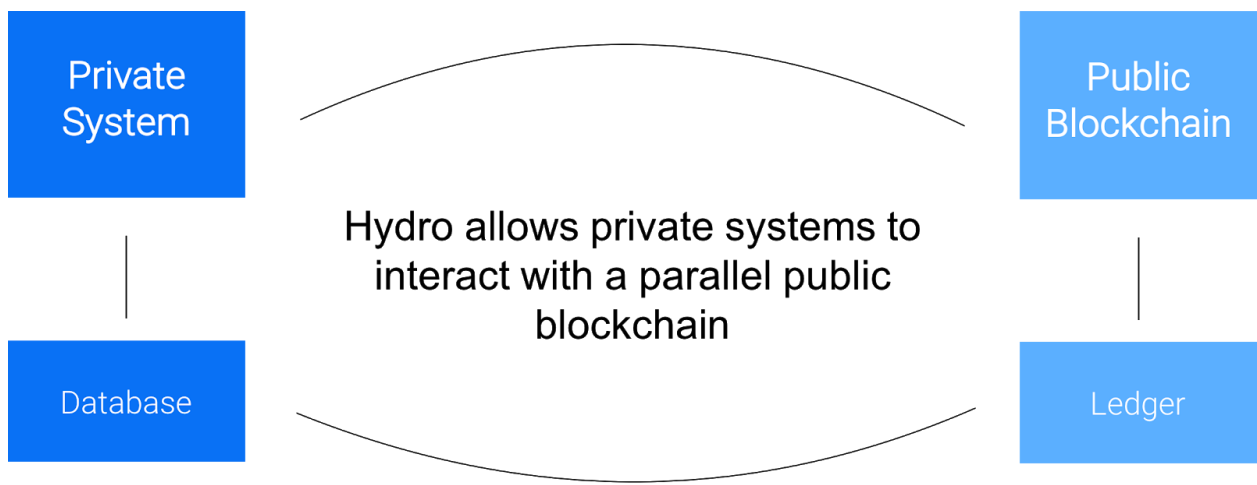 Private
System
Public
Blockchain
Hydro allows private systems to
interact with a parallel public
blockchain
Database
Ledger